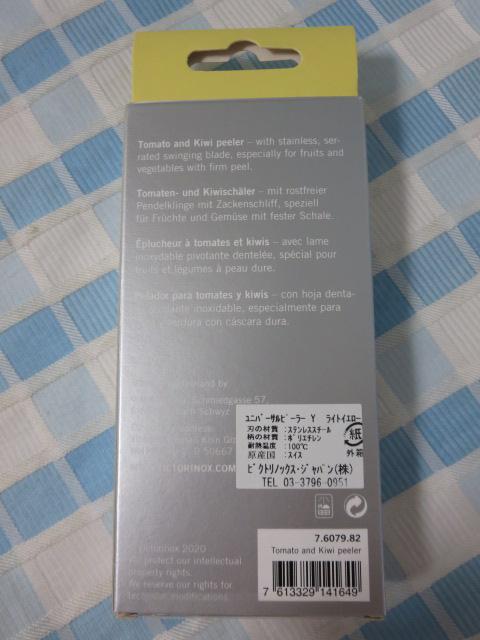 Tomato and Kiwi peeler – with stainless, ser-
rated swinging blade, especially for fruits and
vegetables with firm peel.
Tomaten- und Kiwischäler – mit rostfreier
Pendelklinge mit Zackenschliff, speziell
für Früchte und Gemüse mit fester Schale.
Éplucheur à tomates et kiwis – avec lame
inoxydable pivotante dentelée, spécial pour
fruits et légumes à peau dure.
Pelador para tomates y kiwis – con hoja denta-
inoxidable, especialmente para
con cáscara dura.
by
Schmiedgasse 57,
Schwyz
D 50667
VICTORINOX.COM
ユニバーサルピーラー Y ライトイエロー
刃の材質 :ステンレススチール
柄の材質 :ポリエチレン
耐熱温度 :100℃
原産国 :スイス
紙
外箱
ビクトリノックス・ジャパン(株)
TEL 03-3796-0951
7.6079.82
Tomato and Kiwi peeler
7 613329 141649
Victorinox 2020
We protect our intellectual
property rights.
We reserve our rights for
technical modifications.